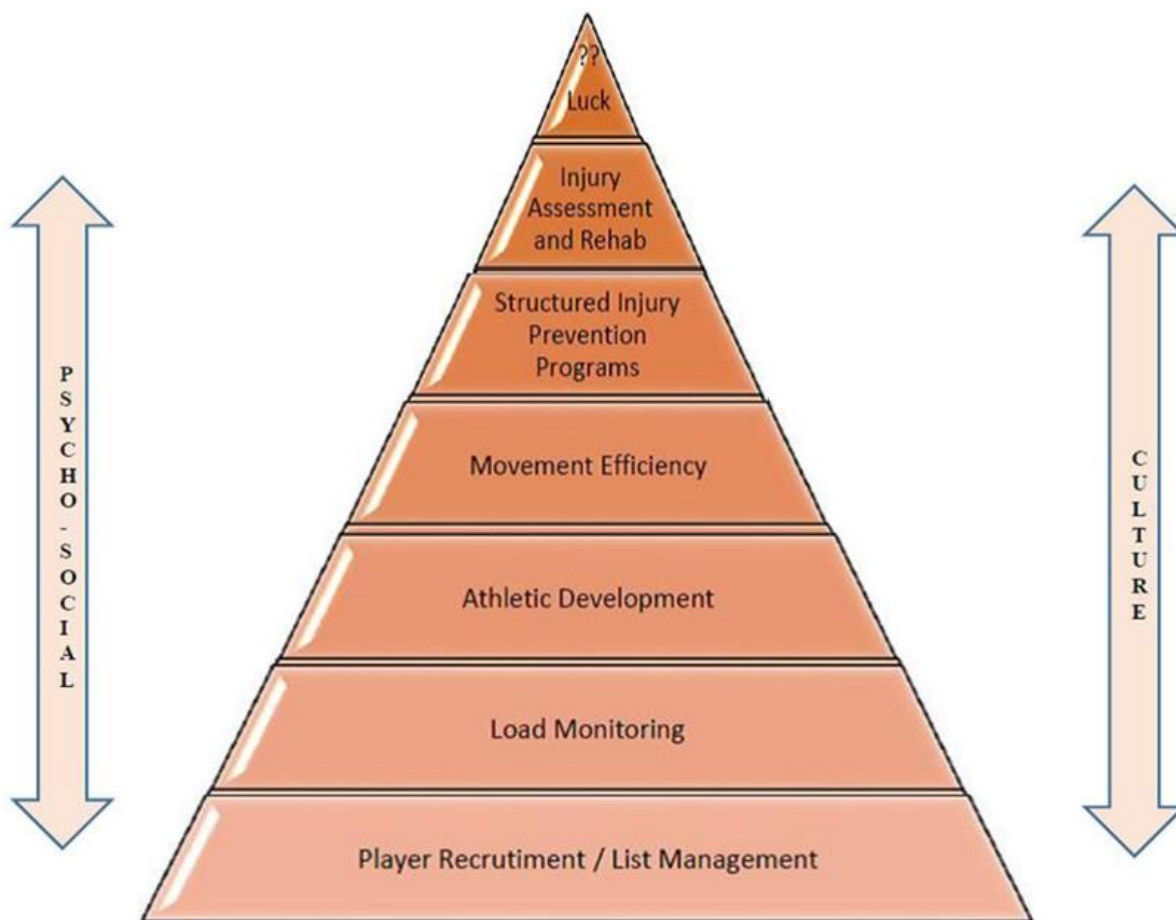 ??
Luck
Injury
Assessment
and Rehab
Structured Injury
Prevention
Programs
Movement Efficiency
Athletic Development
Load Monitoring
Player Recrutiment / List Management
PSYCHO-SOCIAL
CULTURE